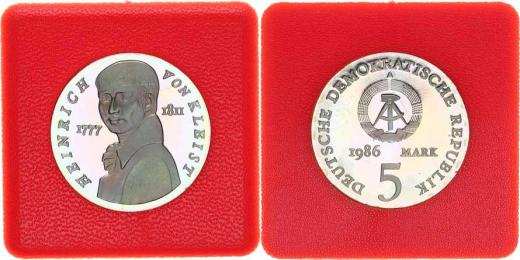 HEINRICH VON KLEIST
1777 1811
DEUTSCHE DEMOKRATISCHE REPUBLIK
A
1986 MARK
5